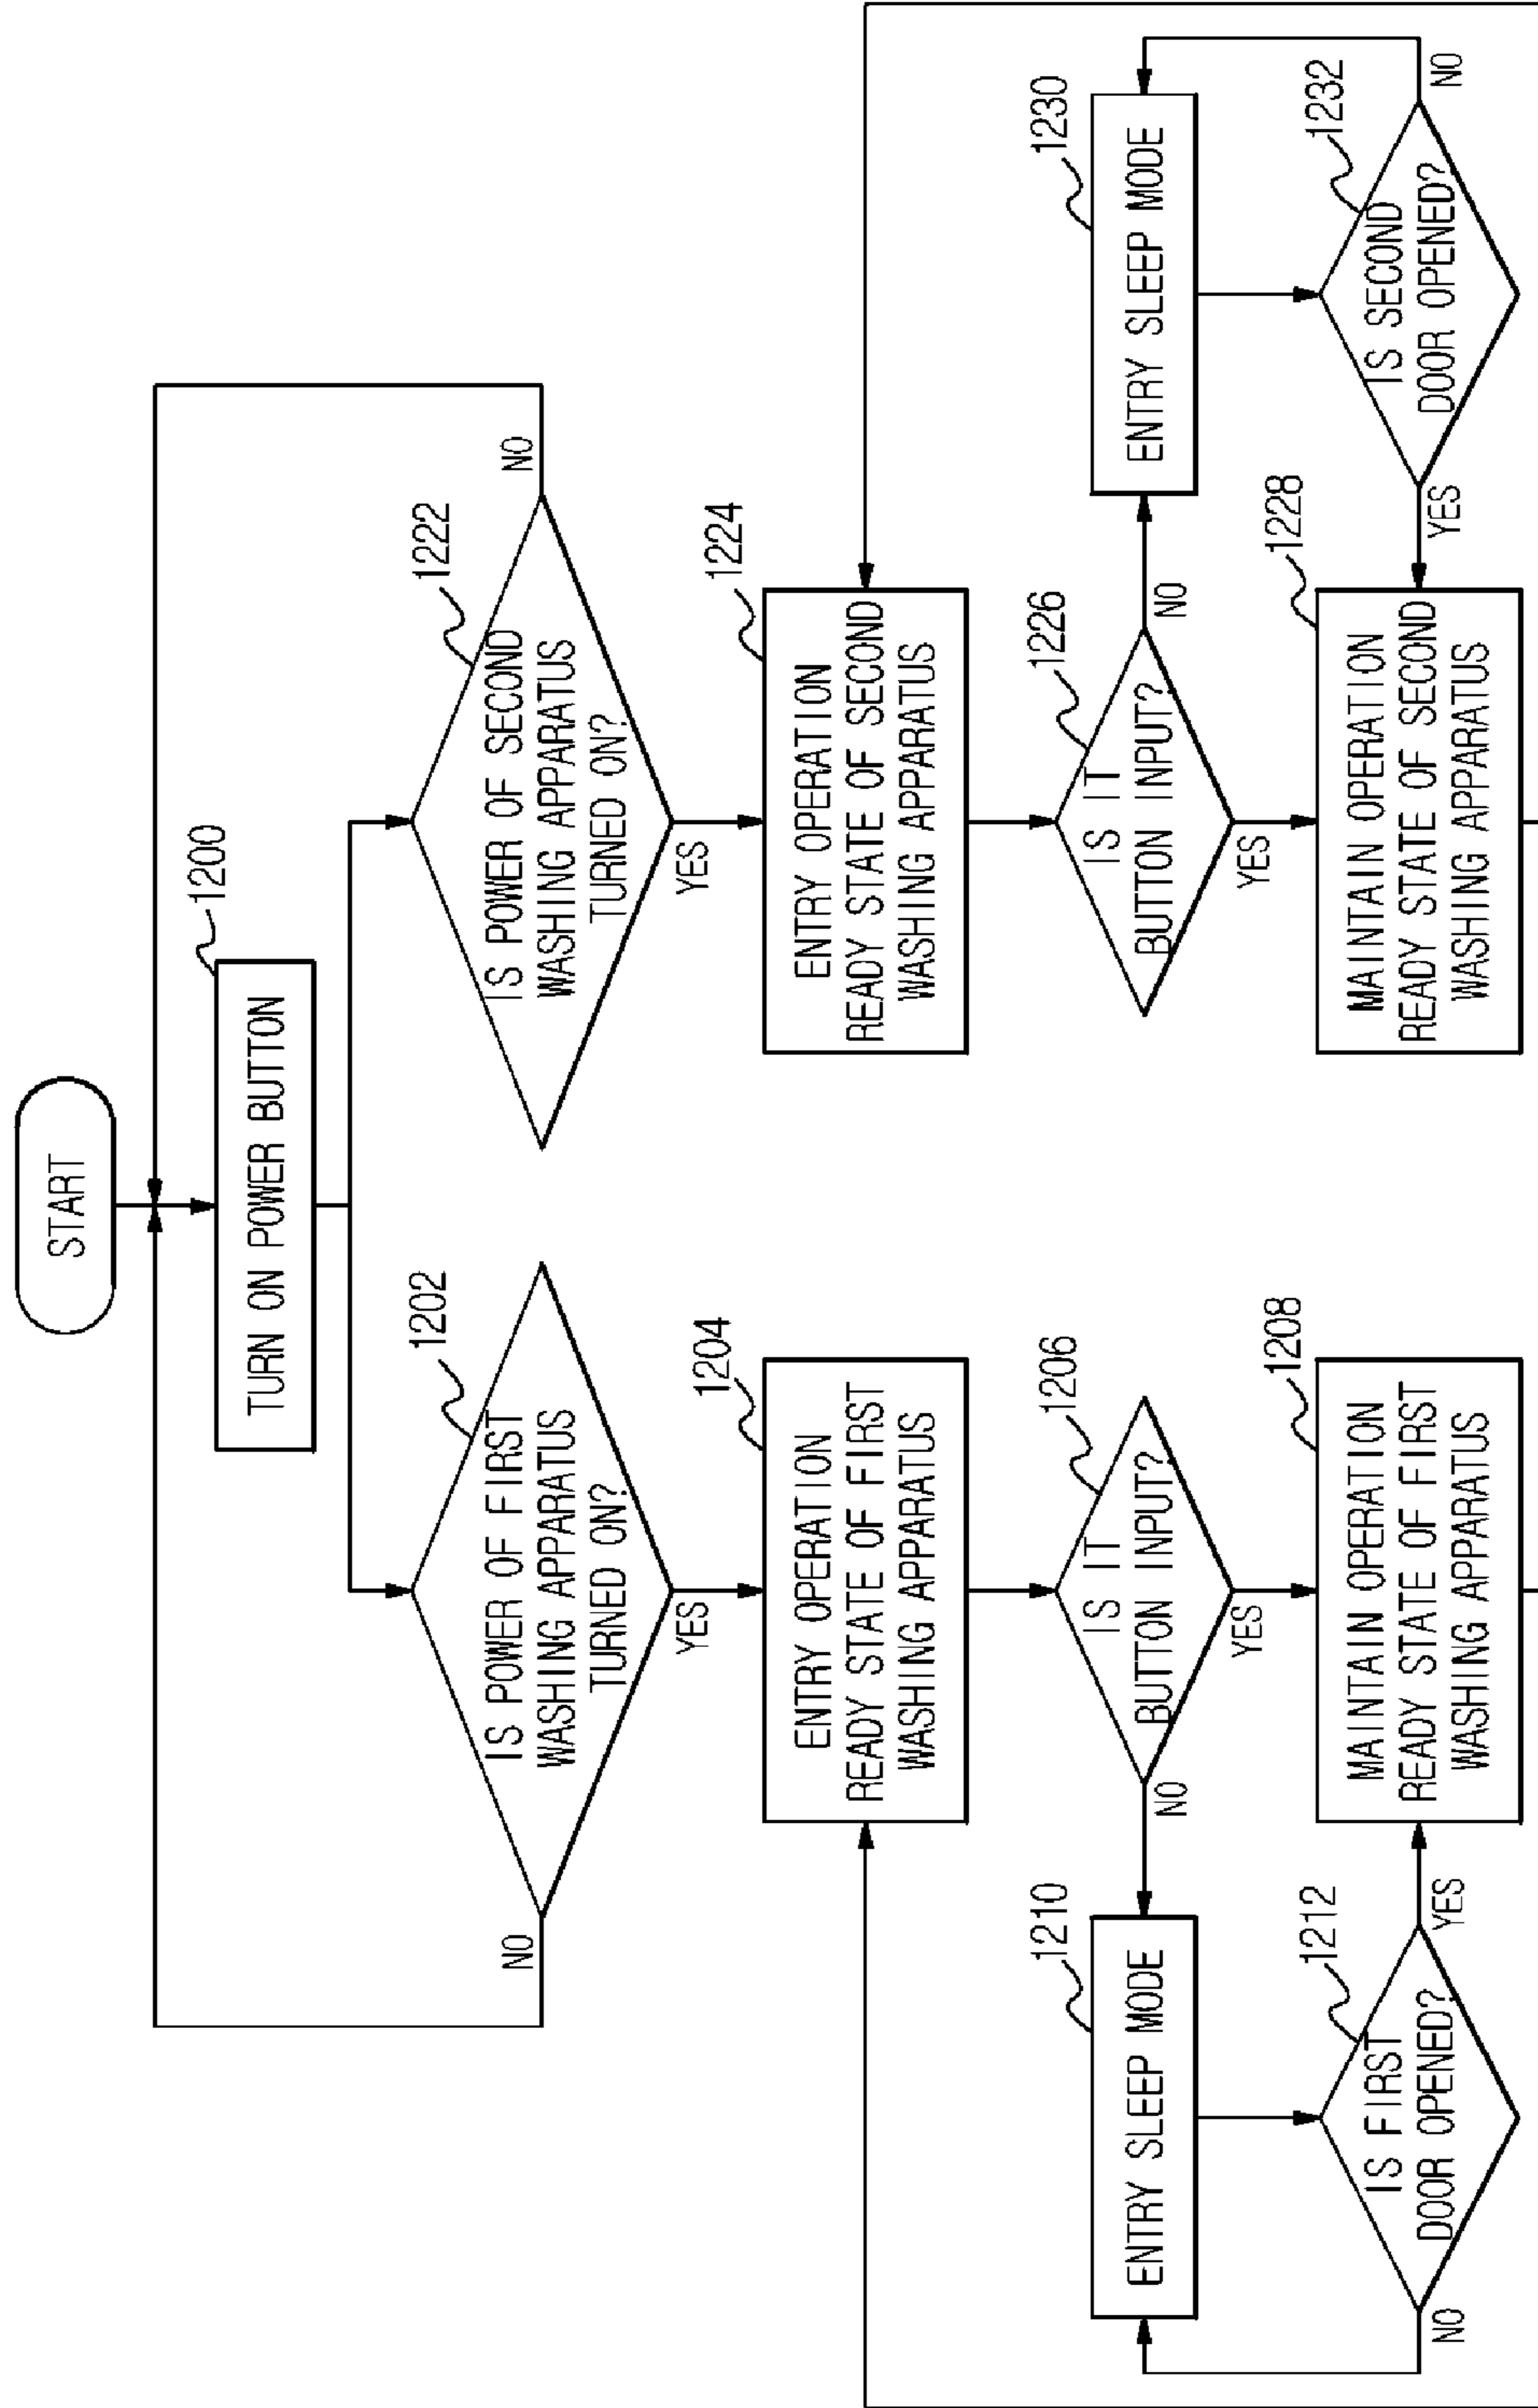 START
1200
TURN ON POWER BUTTON
1202
IS POWER OF FIRST
WASHING APPARATUS
TURNED ON?
NO
YES
1222
IS POWER OF SECOND
WASHING APPARATUS
TURNED ON?
NO
YES
1204
ENTRY OPERATION
READY STATE OF FIRST
WASHING APPARATUS
1224
ENTRY OPERATION
READY STATE OF SECOND
WASHING APPARATUS
1210
ENTRY SLEEP MODE
1206
IS IT
BUTTON INPUT?
NO
YES
1226
IS IT
BUTTON INPUT?
NO
YES
1230
ENTRY SLEEP MODE
1212
IS FIRST
DOOR OPENED?
NO
YES
1208
MAINTAIN OPERATION
READY STATE OF FIRST
WASHING APPARATUS
1228
MAINTAIN OPERATION
READY STATE OF SECOND
WASHING APPARATUS
1232
IS SECOND
DOOR OPENED?
YES
NO